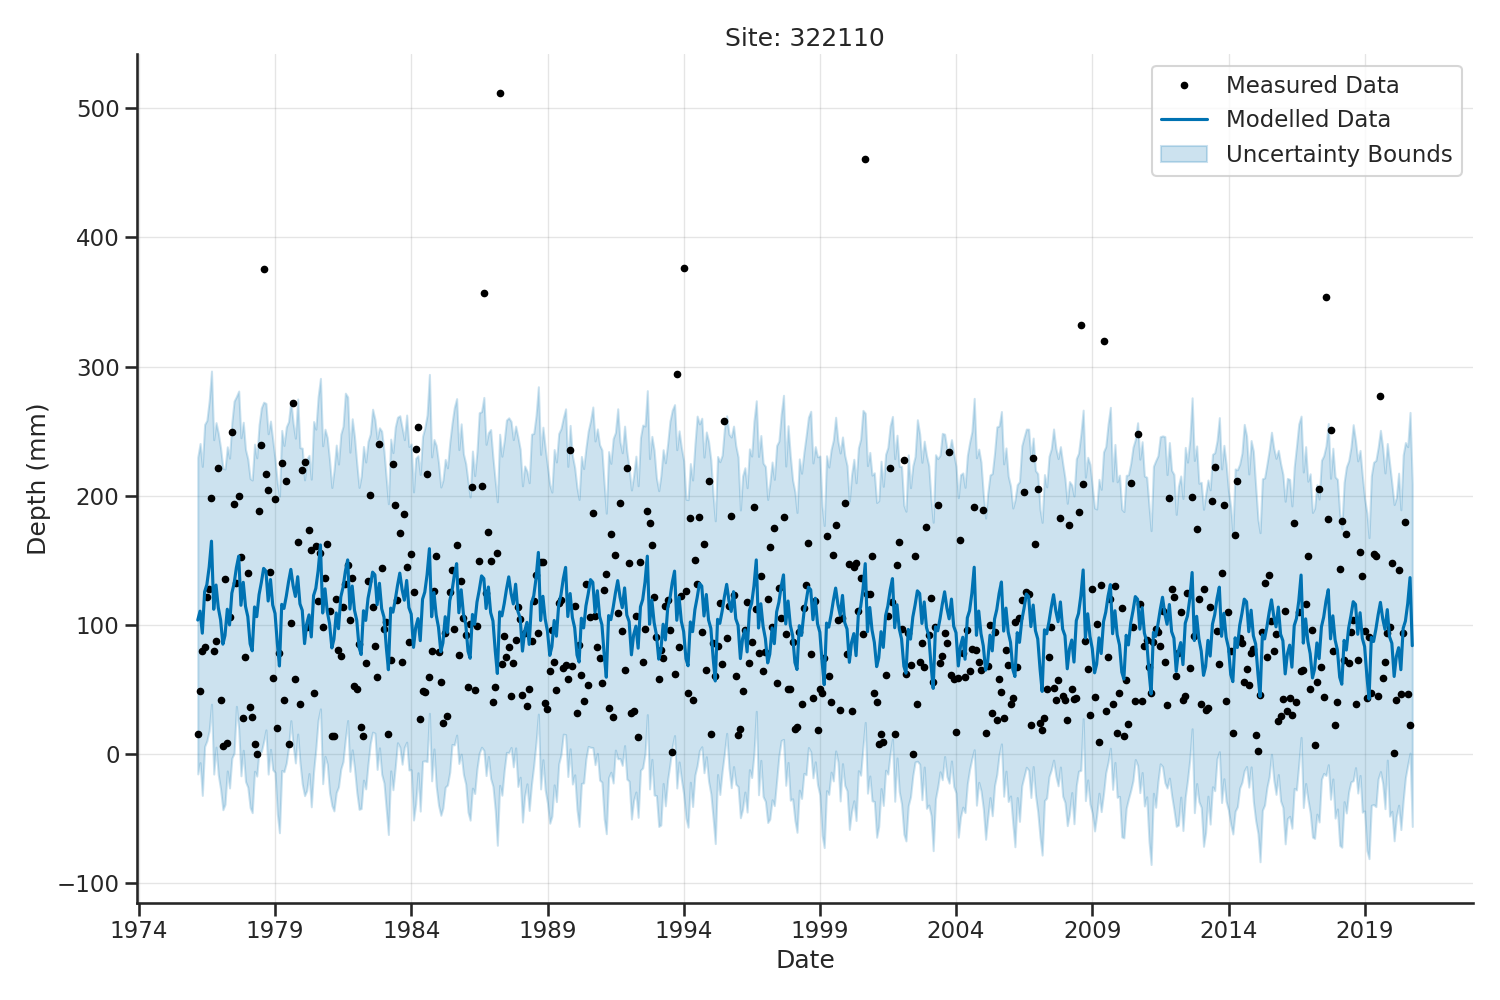 Site: 322110
Measured Data
Modelled Data
Uncertainty Bounds
Depth (mm)
500
400
300
200
100
0
−100
1974
1979
1984
1989
1994
1999
2004
2009
2014
2019
Date